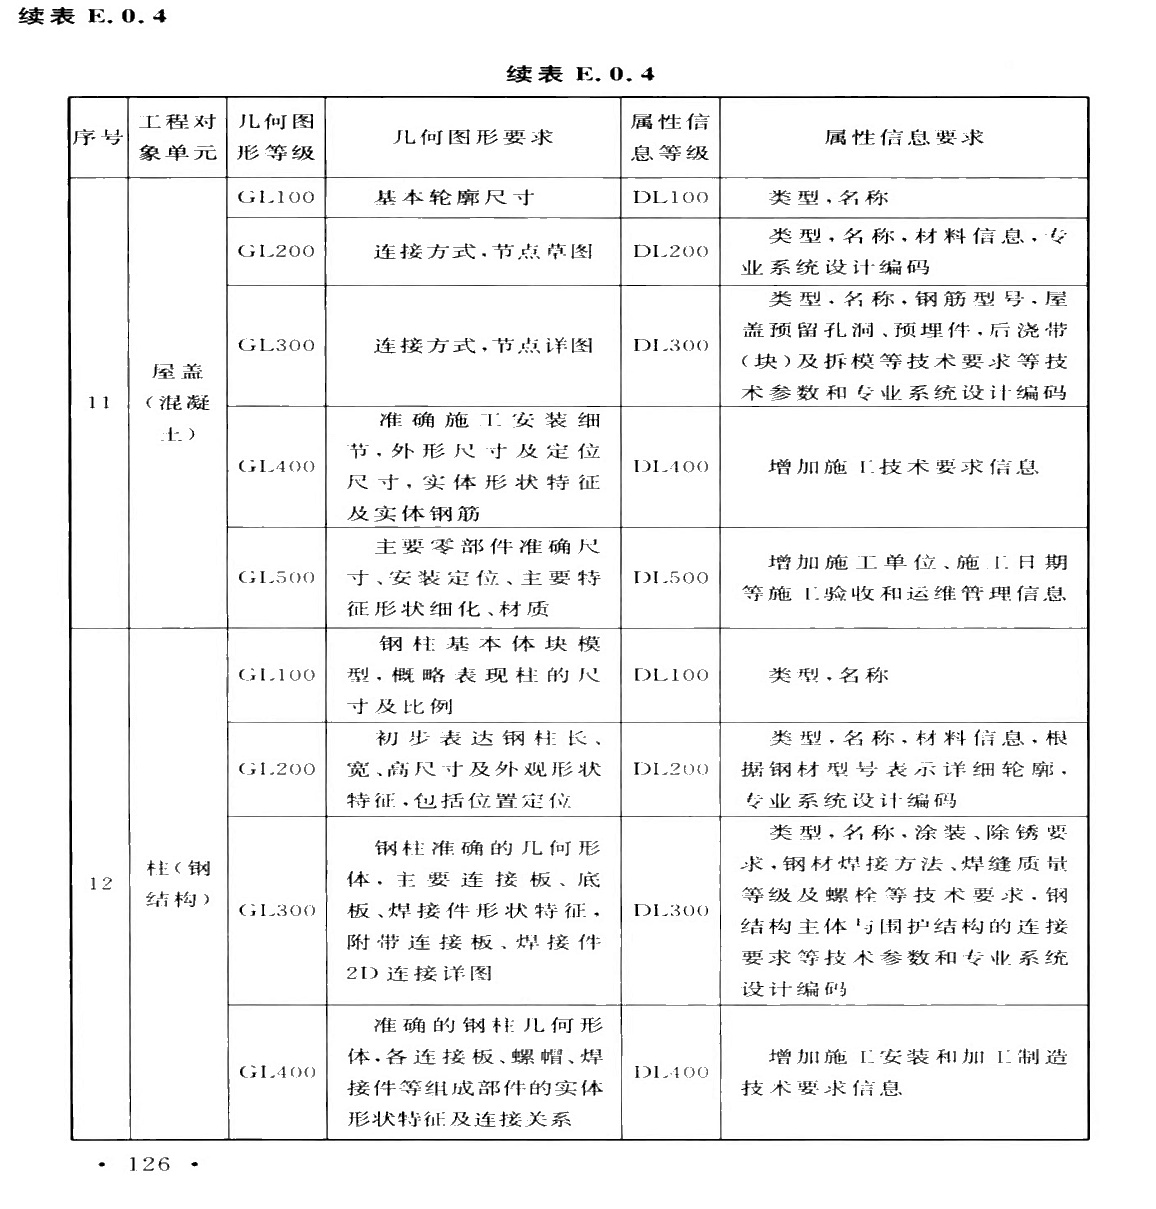 续表 E.0.4
续表 E.0.4
序号
工程对
象单元
几何图
形等级
几何图形要求
属性信
息等级
属性信息要求
11
屋盖
（混凝
土）
GL100
基本轮廓尺寸
DL100
类型、名称
GL200
连接方式、节点草图
DL200
类型、名称、材料信息、专
业系统设计编码
GL300
连接方式、节点详图
DL300
类型、名称、钢筋型号、屋
盖预留孔洞、预埋件、后浇带
（块）及拆模等技术要求等技
术参数和专业系统设计编码
GL400
准确施工安装细
节，外形尺寸及定位
尺寸，实体形状特征
及实体钢筋
DL400
增加施工技术要求信息
GL500
主要零部件准确尺
寸、安装定位、主要特
征形状细化、材质
DL500
增加施工单位、施工日期
等施工验收和运维管理信息
12
柱（钢
结构）
GL100
钢柱基本体块模
型，概略表现柱的尺
寸及比例
DL100
类型、名称
GL200
初步表达钢柱长、
宽、高尺寸及外观形状
特征，包括位置定位
DL200
类型、名称、材料信息，根
据钢材型号表示详细轮廓，
专业系统设计编码
GL300
钢柱准确的几何形
体，主要连接板、底
板、焊接件形状特征，
附带连接板、焊接件
2D 连接详图
DL300
类型，名称，涂装、除锈要
求，钢材焊接方法、焊缝质量
等级及螺栓等技术要求，钢
结构主体与围护结构的连接
要求等技术参数和专业系统
设计编码
GL400
准确的钢柱几何形
体，各连接板、螺帽、焊
接件等组成部件的实体
形状特征及连接关系
DL400
增加施工安装和加工制造
技术要求信息
· 126 ·